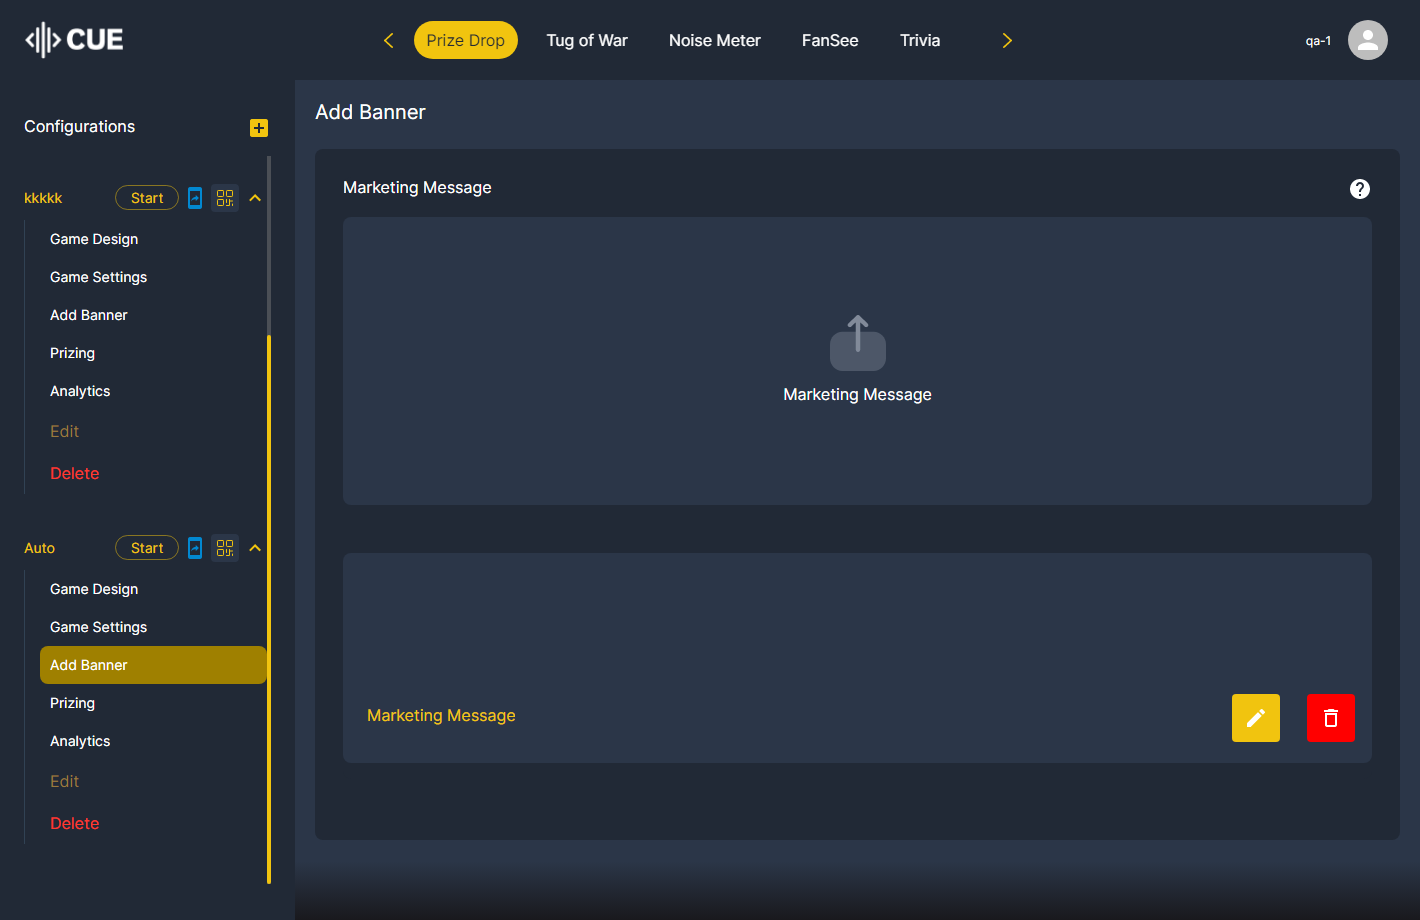 CUE
Prize Drop
Tug of War
Noise Meter
FanSee
Trivia
qa-1
Configurations
kkkkk
Start
Game Design
Game Settings
Add Banner
Prizing
Analytics
Edit
Delete
Auto
Start
Game Design
Game Settings
Add Banner
Prizing
Analytics
Edit
Delete
Add Banner
Marketing Message
Marketing Message
Marketing Message